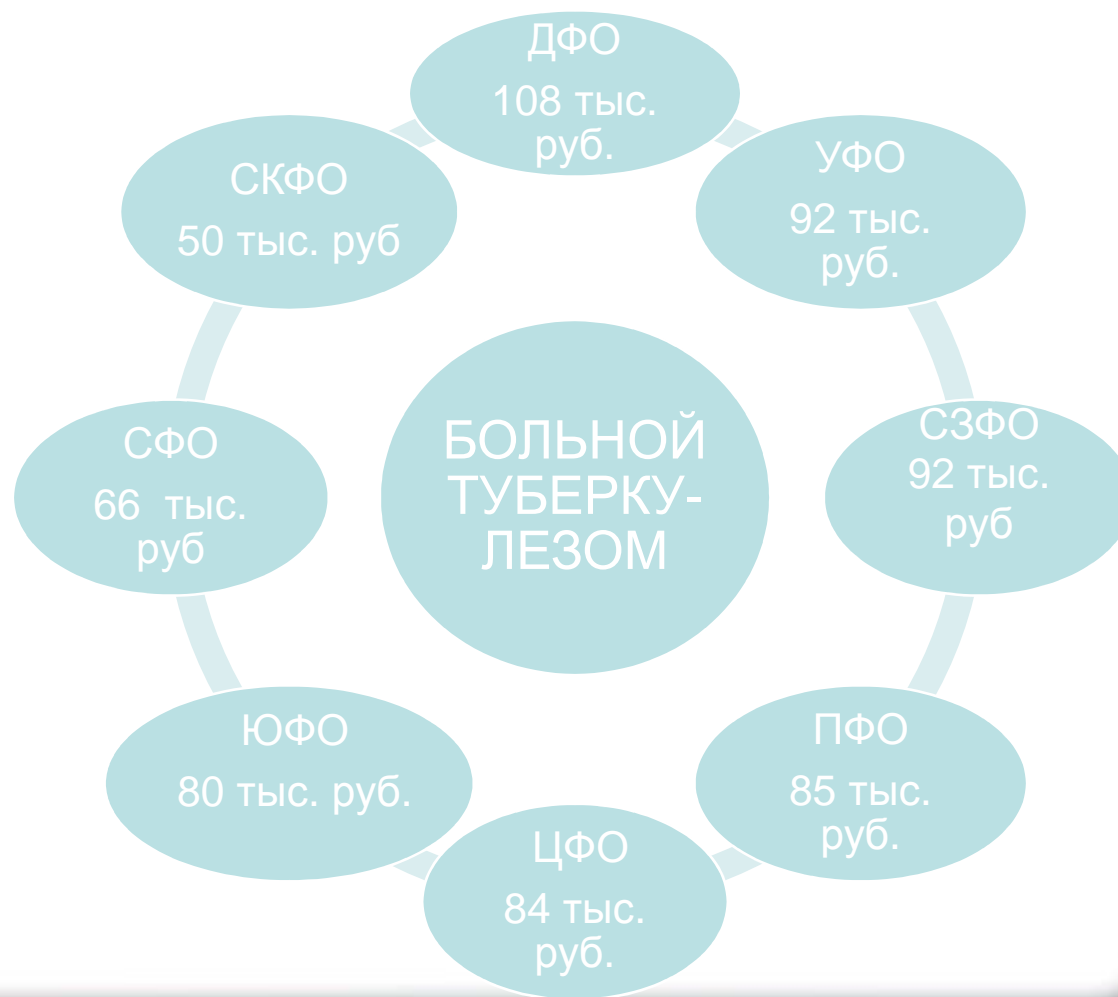 ДФО
108 тыс.
руб.
УФО
92 тыс.
руб.
СЗФО
92 тыс.
руб
ПФО
85 тыс.
руб.
ЦФО
84 тыс.
руб.
ЮФО
80 тыс. руб.
СФО
66 тыс.
руб
СКФО
50 тыс. руб
БОЛЬНОЙ
ТУБЕРКУ-
ЛЕЗОМ